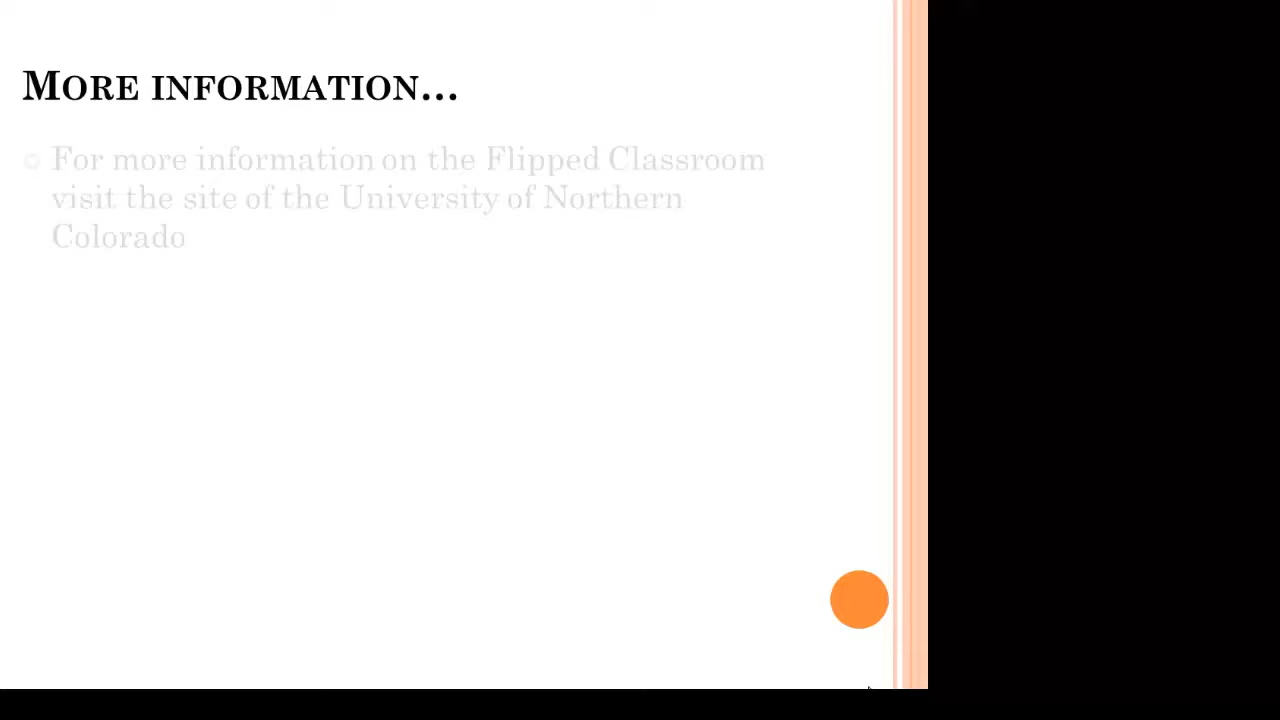 More information…
For more information on the Flipped Classroom
visit the site of the University of Northern
Colorado